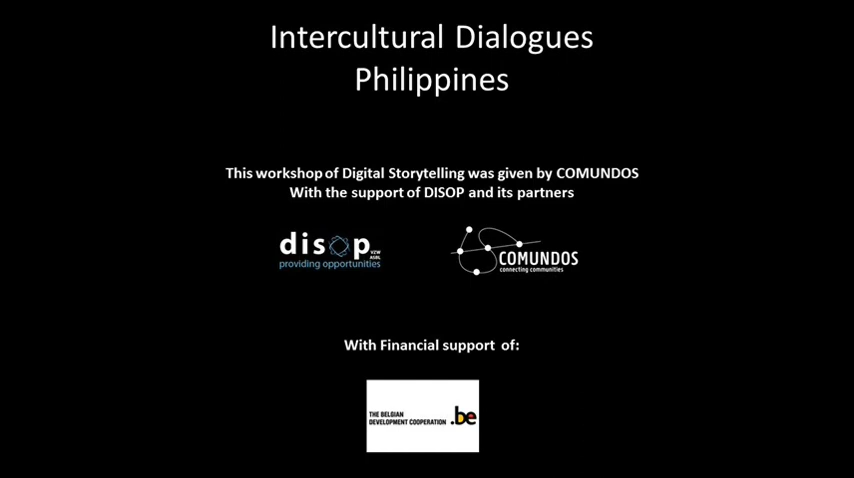 Intercultural Dialogues
Philippines
This workshop of Digital Storytelling was given by COMUNDOS
With the support of DISOP and its partners
disop
VZW
ASBL
providing opportunities
COMUNDOS
connecting communities
With Financial support of:
THE BELGIAN
DEVELOPMENT COOPERATION .be